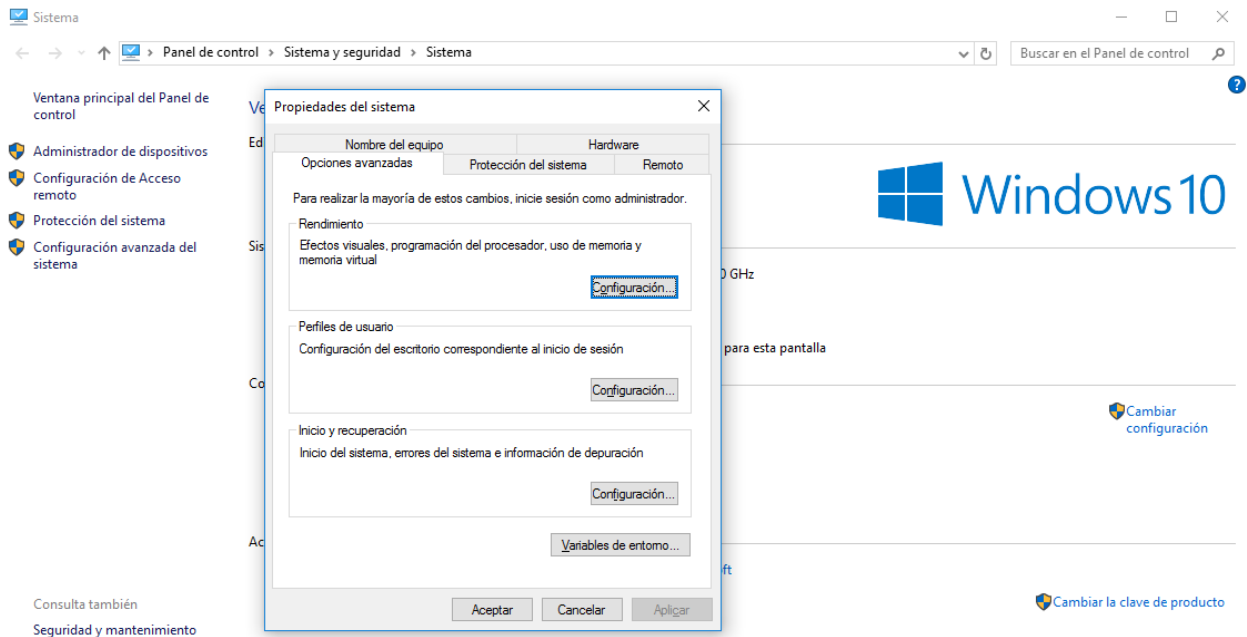 Sistema
Panel de control > Sistema y seguridad > Sistema
Buscar en el Panel de control
Ventana principal del Panel de
control
Administrador de dispositivos
Configuración de Acceso
remoto
Protección del sistema
Configuración avanzada del
sistema
Consulta también
Seguridad y mantenimiento
Propiedades del sistema
Nombre del equipo
Hardware
Opciones avanzadas
Protección del sistema
Remoto
Para realizar la mayoría de estos cambios, inicie sesión como administrador.
Rendimiento
Efectos visuales, programación del procesador, uso de memoria y
memoria virtual
Configuración...
Perfiles de usuario
Configuración del escritorio correspondiente al inicio de sesión
Configuración...
Inicio y recuperación
Inicio del sistema, errores del sistema e información de depuración
Configuración...
Variables de entorno...
Aceptar
Cancelar
Aplicar
Windows 10
GHz
para esta pantalla
Cambiar
configuración
Cambiar la clave de producto